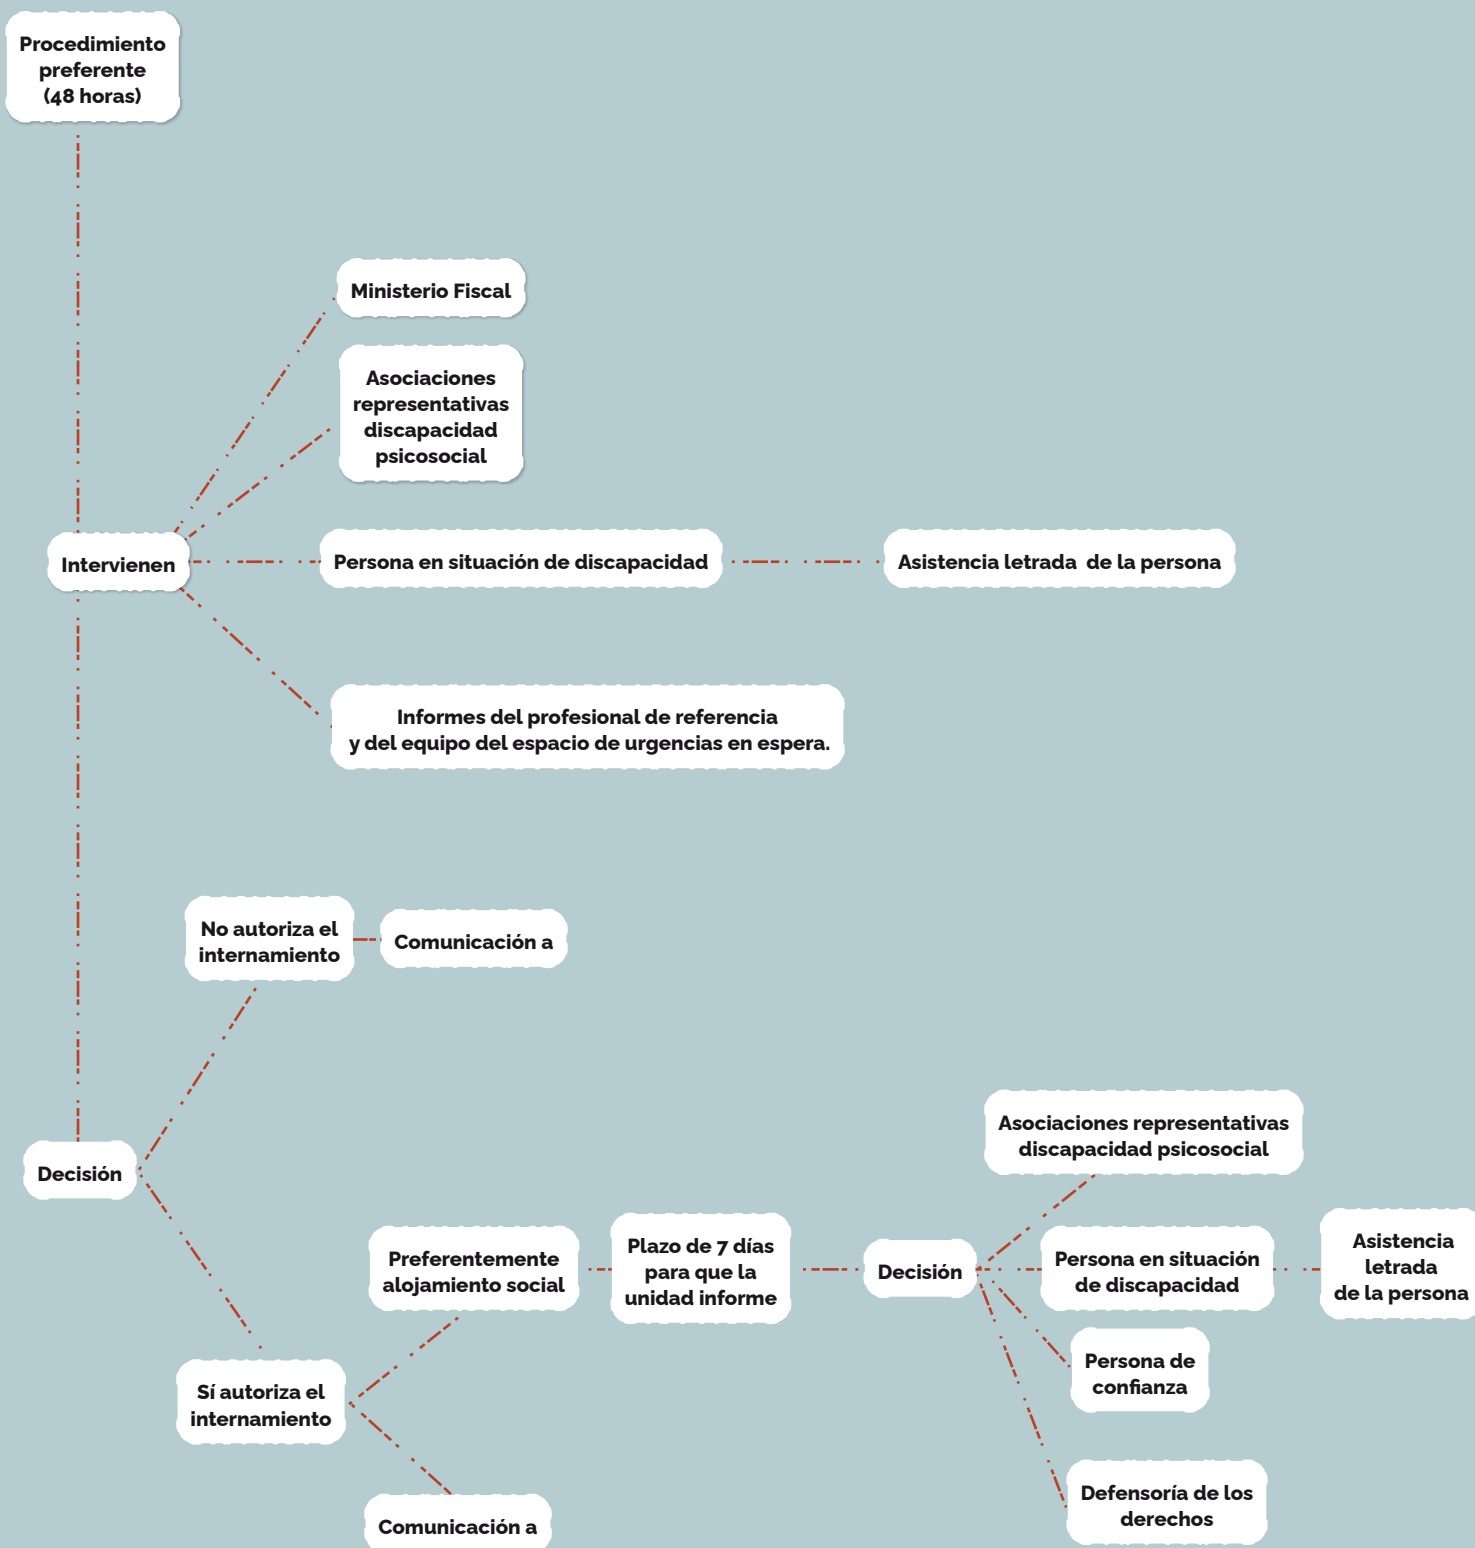 Procedimiento
preferente
(48 horas)
Ministerio Fiscal
Asociaciones
representativas
discapacidad
psicosocial
Intervienen
Persona en situación de discapacidad
Asistencia letrada de la persona
Informes del profesional de referencia
y del equipo del espacio de urgencias en espera.
No autoriza el
internamiento
Comunicación a
Decisión
Sí autoriza el
internamiento
Preferentemente
alojamiento social
Plazo de 7 días
para que la
unidad informe
Decisión
Asociaciones representativas
discapacidad psicosocial
Persona en situación
de discapacidad
Asistencia
letrada
de la persona
Persona de
confianza
Defensoría de los
derechos
Comunicación a